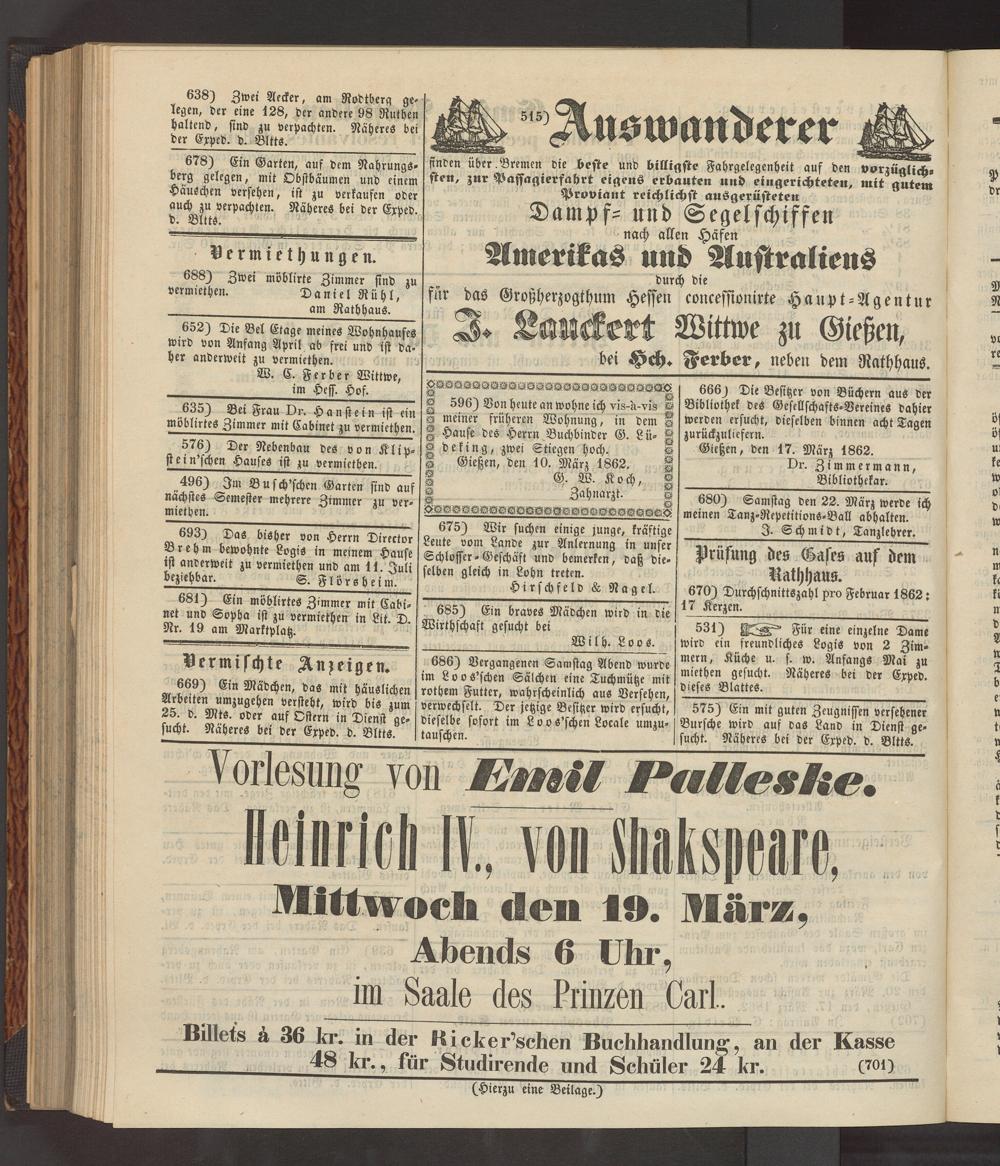 638) Zwei Aecker, am Rodtberg ge-
legen, der eine 128, der andere 98 Ruthen
haltend, sind zu verpachten. Näheres bei
der Exped. d. Bltts.
678) Ein Garten, auf dem Nahrungs-
berg gelegen, mit Obstbäumen und einem
Häuschen versehen, ist zu verkaufen oder
auch zu verpachten. Näheres bei der Exped.
d. Bltts.
Vermiethungen.
688) Zwei möblirte Zimmer sind zu
vermiethen. Daniel Rühl,
am Rathhaus.
652) Die Bel Etage meines Wohnhauses
wird von Anfang April ab frei und ist da-
her anderweit zu vermiethen.
W. C. Ferber Wittwe,
im Hess. Hof.
635) Bei Frau Dr. Hanstein ist ein
möblirtes Zimmer mit Cabinet zu vermiethen.
576) Der Nebenbau des von Klip-
stein'schen Hauses ist zu vermiethen.
496) Im Busch'schen Garten sind auf
nächstes Semester mehrere Zimmer zu ver-
miethen.
693) Das bisher von Herrn Director
Brehm bewohnte Logis in meinem Hause
ist anderweit zu vermiethen und am 11. Juli
beziehbar. S. Flörsheim.
681) Ein möblirtes Zimmer mit Cabi-
net und Sopha ist zu vermiethen in Lit. D.
Nr. 19 am Marktplatz.
Vermischte Anzeigen.
669) Ein Mädchen, das mit häuslichen
Arbeiten umzugehen versteht, wird bis zum
25. d. Mts. oder auf Ostern in Dienst ge-
sucht. Näheres bei der Exped. d. Bltts.
515) Auswanderer
finden über Bremen die beste und billigste Fahrgelegenheit auf den vorzüglich-
sten, zur Passagierfahrt eigens erbauten und eingerichteten, mit gutem
Proviant reichlichst ausgerüsteten
Dampf- und Segelschiffen
nach allen Häfen
Amerikas und Australiens
durch die
für das Großherzogthum Hessen concessionirte Haupt-Agentur
J. Lauckert Wittwe zu Gießen,
bei Hch. Ferber, neben dem Rathhaus.
596) Von heute an wohne ich vis-à-vis
meiner früheren Wohnung, in dem
Hause des Herrn Buchbinder G. Lü-
deking, zwei Stiegen hoch.
Gießen, den 10. März 1862.
G. W. Koch,
Zahnarzt.
675) Wir suchen einige junge, kräftige
Leute vom Lande zur Anlernung in unser
Schlosser-Geschäft und bemerken, daß die-
selben gleich in Lohn treten.
Hirschfeld & Nagel.
685) Ein braves Mädchen wird in die
Wirthschaft gesucht bei
Wilh. Loos.
686) Vergangenen Samstag Abend wurde
im Loos'schen Sälchen eine Tuchmütze mit
rothem Futter, wahrscheinlich aus Versehen,
verwechselt. Der jetzige Besitzer wird ersucht,
dieselbe sofort im Loos'schen Locale umzu-
tauschen.
666) Die Besitzer von Büchern aus der
Bibliothek des Gesellschafts-Vereines dahier
werden ersucht, dieselben binnen acht Tagen
zurückzuliefern.
Gießen, den 17. März 1862.
Dr. Zimmermann,
Bibliothekar.
680) Samstag den 22. März werde ich
meinen Tanz-Repetitions-Ball abhalten.
J. Schmidt, Tanzlehrer.
Prüfung des Gases auf dem
Rathhaus.
670) Durchschnittszahl pro Februar 1862:
17 Kerzen.
531) Für eine einzelne Dame
wird ein freundliches Logis von 2 Zim-
mern, Küche u. s. w. Anfangs Mai zu
miethen gesucht. Näheres bei der Exped.
dieses Blattes.
575) Ein mit guten Zeugnissen versehener
Bursche wird auf das Land in Dienst ge-
sucht. Näheres bei der Exped. d. Bltts.
Vorlesung von Emil Palleske.
Heinrich IV., von Shakspeare,
Mittwoch den 19. März,
Abends 6 Uhr,
im Saale des Prinzen Carl..
Billets à 36 kr. in der Ricker'schen Buchhandlung, an der Kasse
48 kr., für Studirende und Schüler 24 kr. (701)
(Hierzu eine Beilage.)